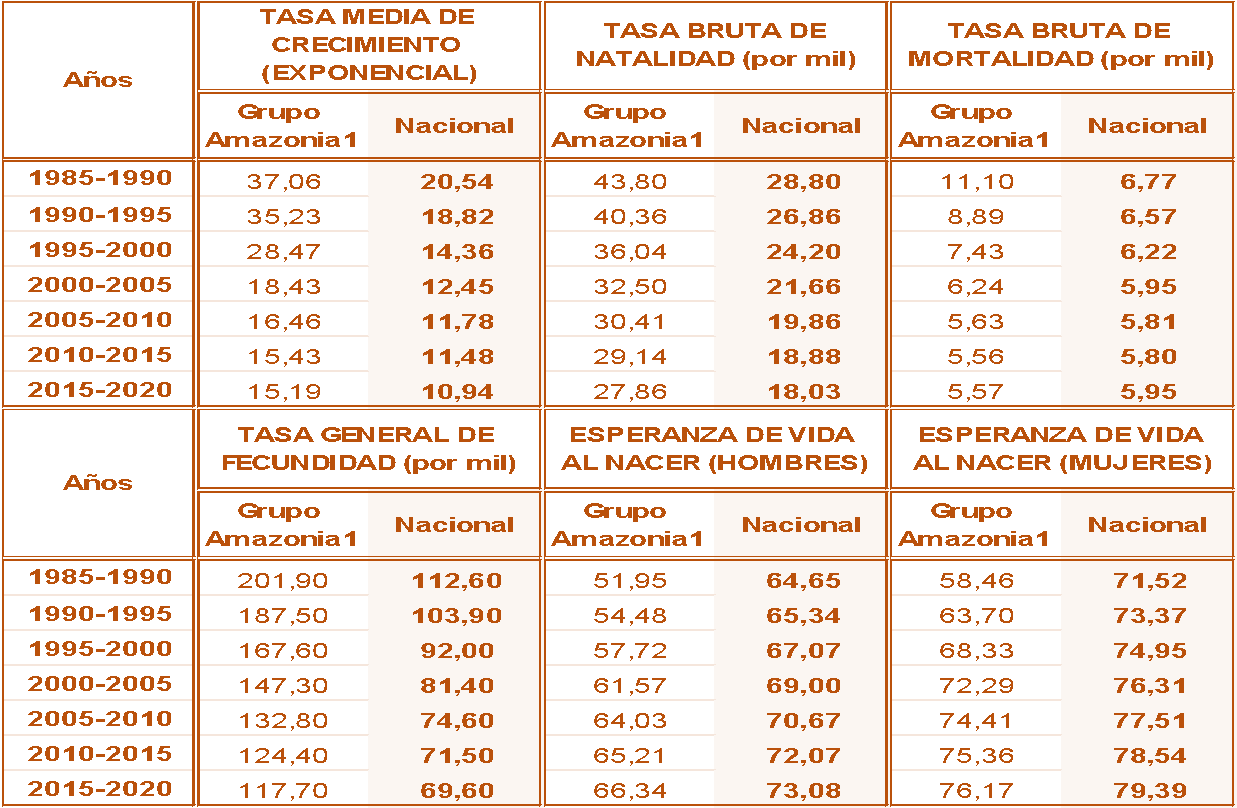 Años
TASA MEDIA DE
CRECIMIENTO
(EXPONENCIAL)
TASA BRUTA DE
NATALIDAD (por mil)
TASA BRUTA DE
MORTALIDAD (por mil)
Grupo
Amazonia1
Nacional
Grupo
Amazonia1
Nacional
Grupo
Amazonia1
Nacional
1985-1990 37,06 20,54 43,80 28,80 11,10 6,77
1990-1995 35,23 18,82 40,36 26,86 8,89 6,57
1995-2000 28,47 14,36 36,04 24,20 7,43 6,22
2000-2005 18,43 12,45 32,50 21,66 6,24 5,95
2005-2010 16,46 11,78 30,41 19,86 5,63 5,81
2010-2015 15,43 11,48 29,14 18,88 5,56 5,80
2015-2020 15,19 10,94 27,86 18,03 5,57 5,95
Años
TASA GENERAL DE
FECUNDIDAD (por mil)
ESPERANZA DE VIDA
AL NACER (HOMBRES)
ESPERANZA DE VIDA
AL NACER (MUJERES)
Grupo
Amazonia1
Nacional
Grupo
Amazonia1
Nacional
Grupo
Amazonia1
Nacional
1985-1990 201,90 112,60 51,95 64,65 58,46 71,52
1990-1995 187,50 103,90 54,48 65,34 63,70 73,37
1995-2000 167,60 92,00 57,72 67,07 68,33 74,95
2000-2005 147,30 81,40 61,57 69,00 72,29 76,31
2005-2010 132,80 74,60 64,03 70,67 74,41 77,51
2010-2015 124,40 71,50 65,21 72,07 75,36 78,54
2015-2020 117,70 69,60 66,34 73,08 76,17 79,39